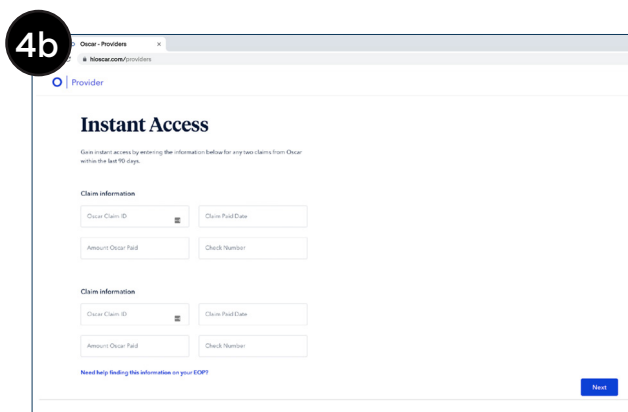 4b
Oscar - Providers
hioscar.com/providers
Provider
Instant Access
Gain instant access by entering the information below for any two claims from Oscar
within the last 90 days.
Claim information
Oscar Claim ID
Claim Paid Date
Amount Oscar Paid
Check Number
Claim information
Oscar Claim ID
Claim Paid Date
Amount Oscar Paid
Check Number
Need help finding this information on your EOP?
Next